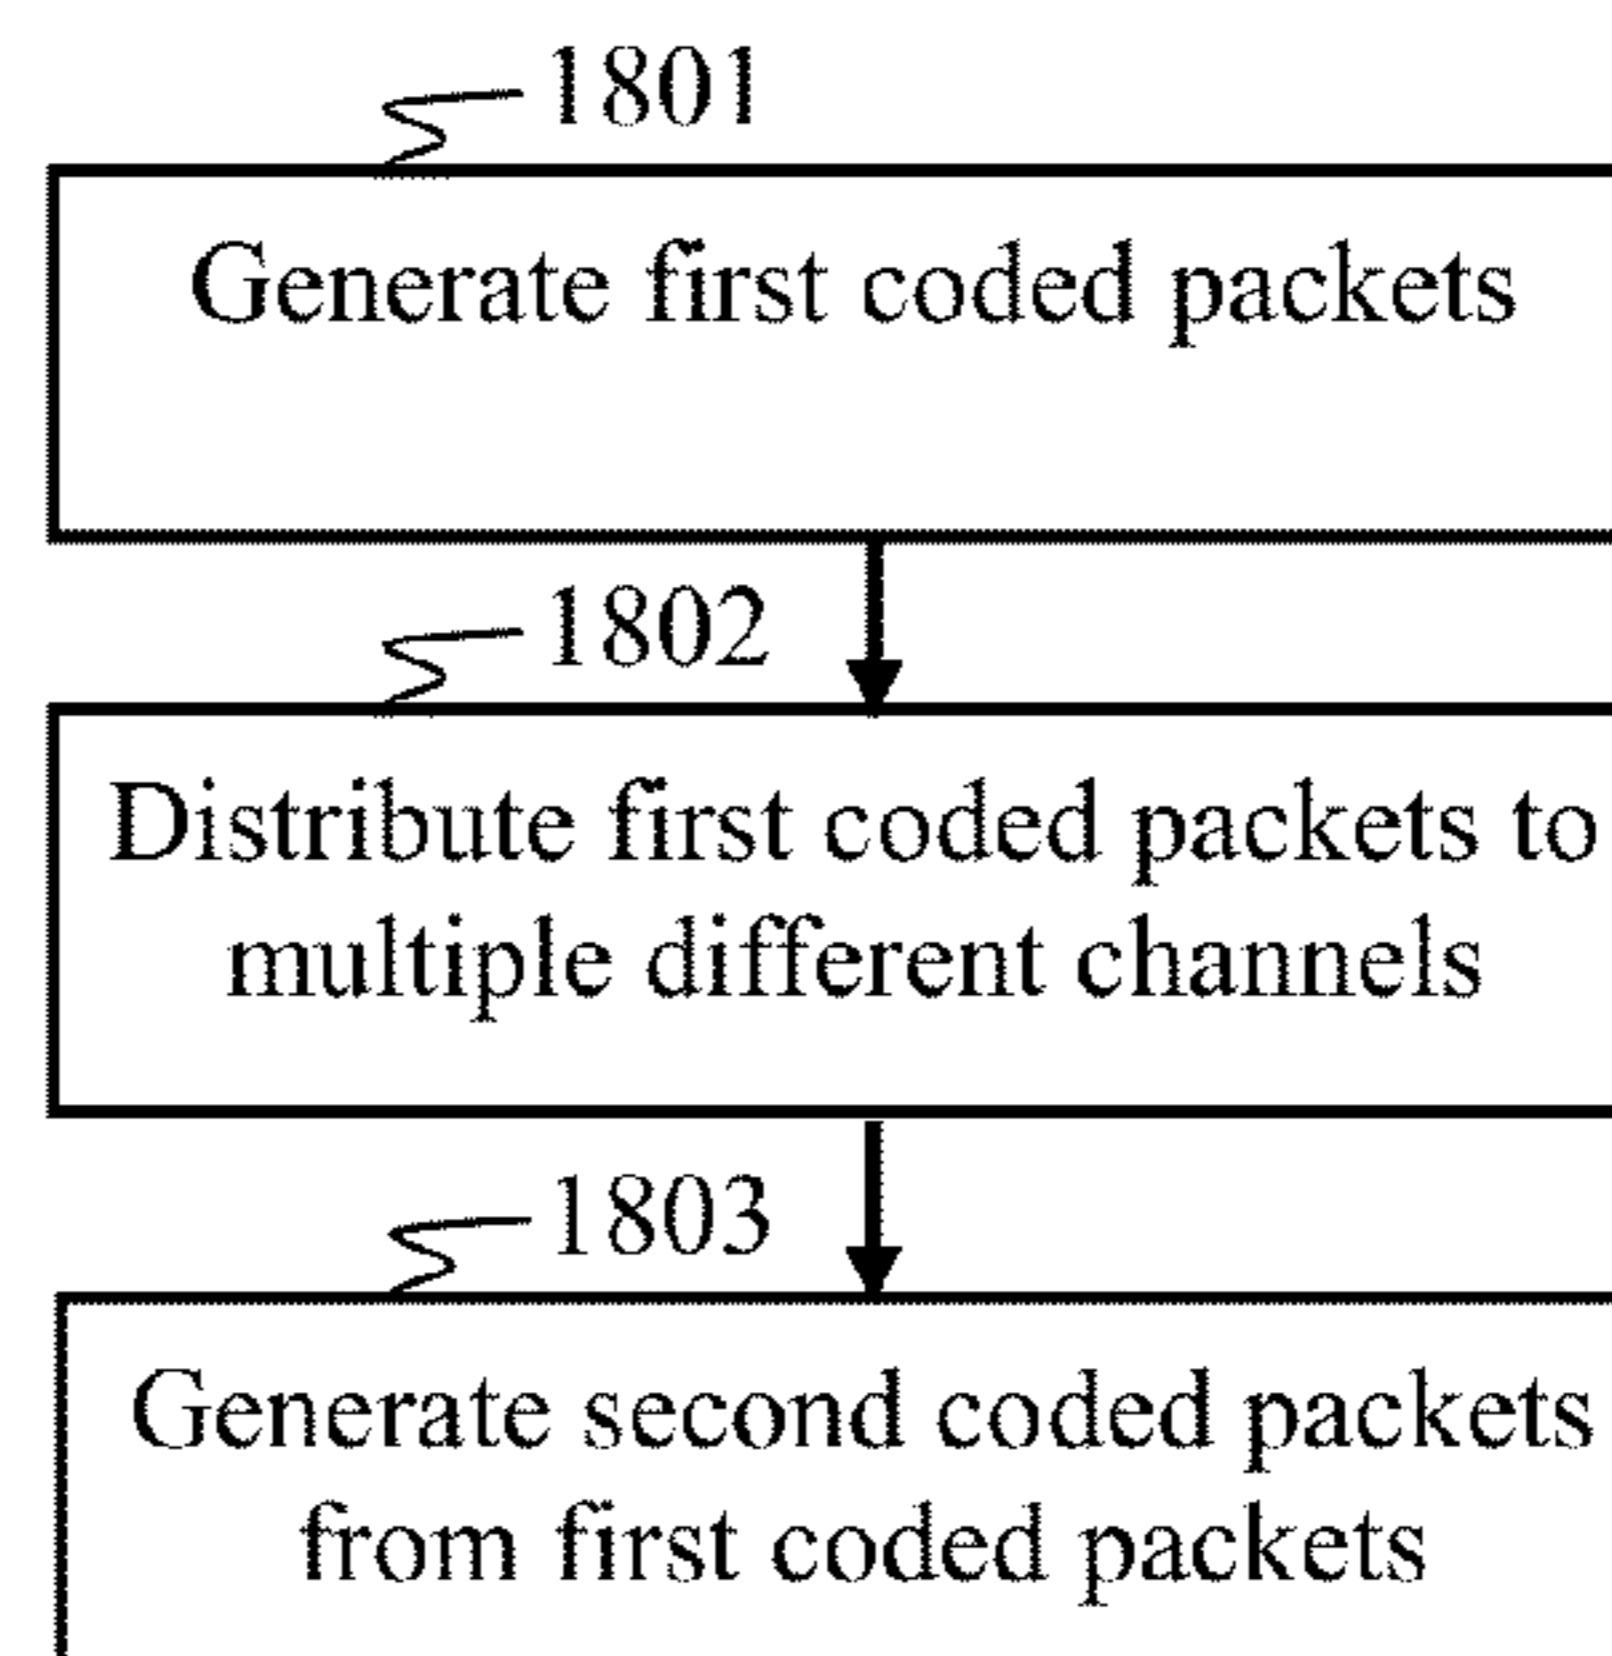 1801
Generate first coded packets
1802
Distribute first coded packets to
multiple different channels
1803
Generate second coded packets
from first coded packets